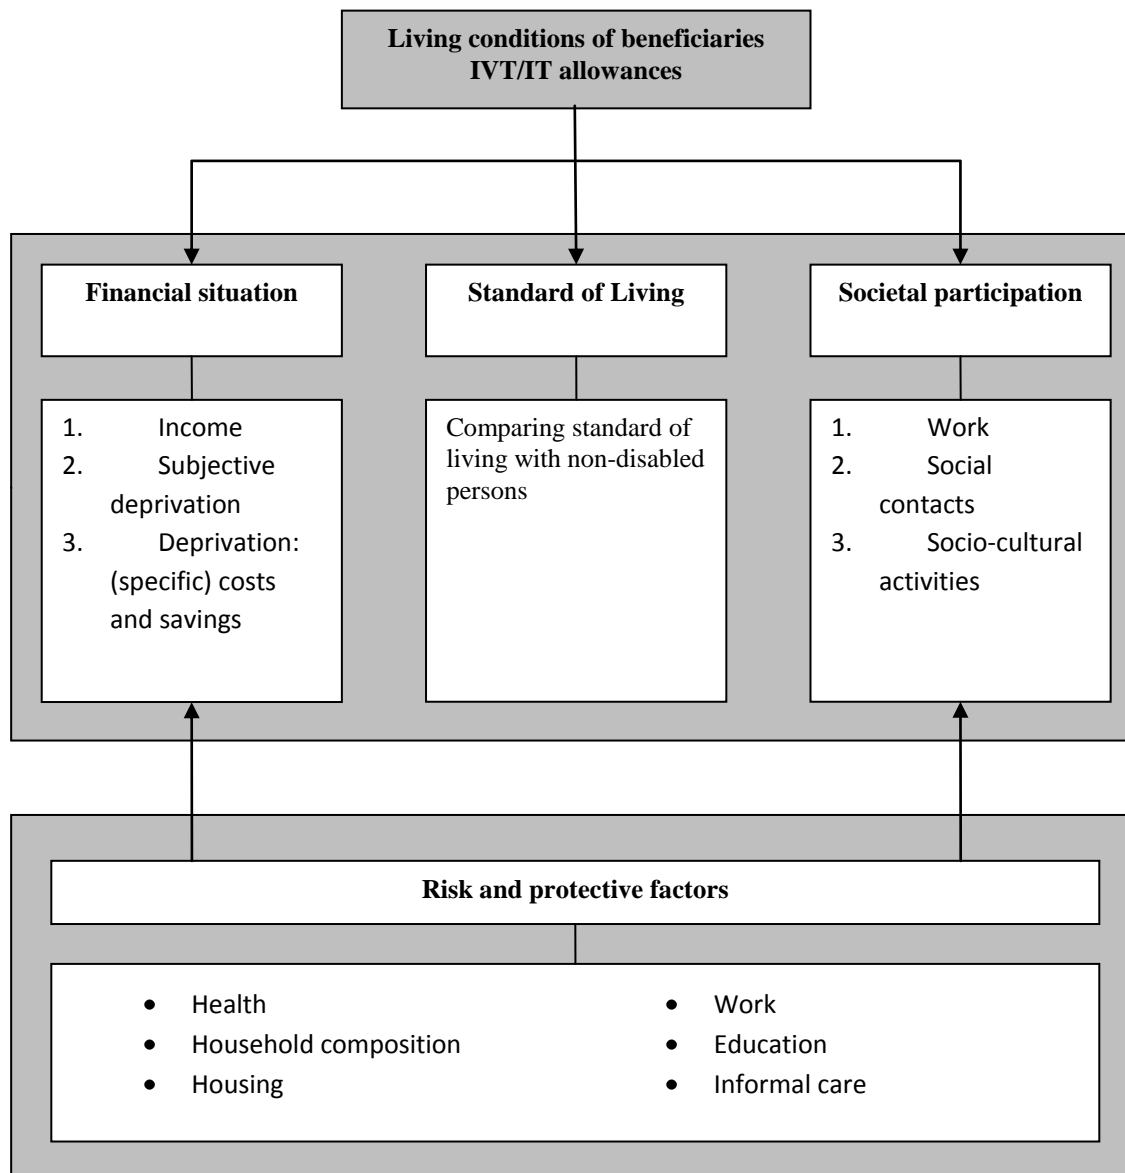 Living conditions of beneficiaries
IVT/IT allowances
Financial situation
Standard of Living
Societal participation
1. Income
2. Subjective
deprivation
3. Deprivation:
(specific) costs
and savings
Comparing standard of
living with non-disabled
persons
1. Work
2. Social
contacts
3. Socio-cultural
activities
Risk and protective factors
• Health
• Household composition
• Housing
• Work
• Education
• Informal care